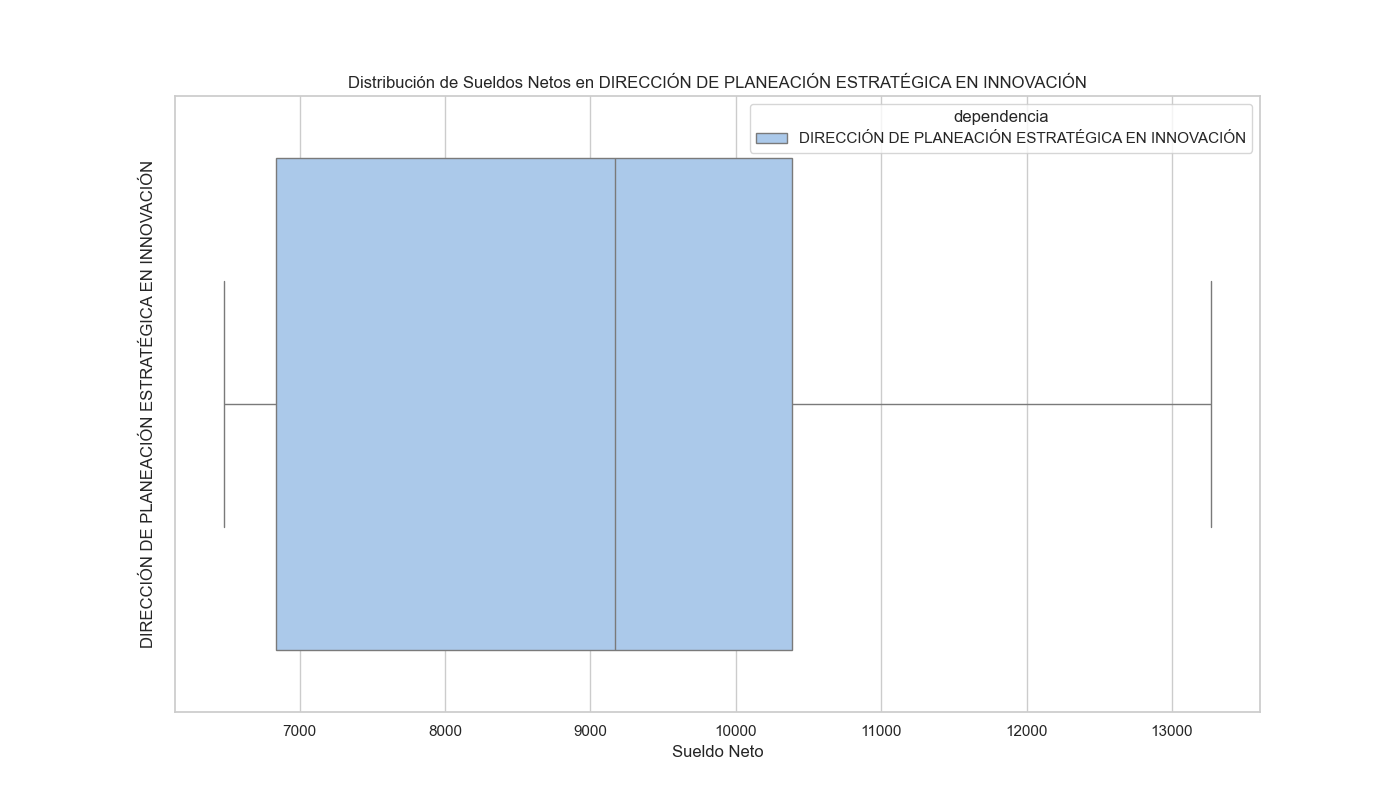 Distribución de Sueldos Netos en DIRECCIÓN DE PLANEACIÓN ESTRATÉGICA EN INNOVACIÓN
dependencia
DIRECCIÓN DE PLANEACIÓN ESTRATÉGICA EN INNOVACIÓN
DIRECCIÓN DE PLANEACIÓN ESTRATÉGICA EN INNOVACIÓN
7000 8000 9000 10000 11000 12000 13000
Sueldo Neto